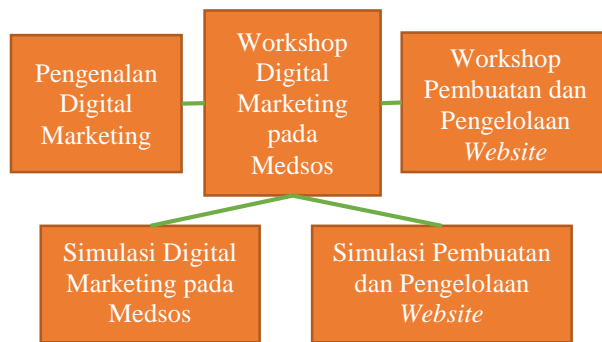 Pengenalan
Digital
Marketing
Workshop
Digital
Marketing
pada
Medsos
Workshop
Pembuatan dan
Pengelolaan
Website
Simulasi Digital
Marketing pada
Medsos
Simulasi Pembuatan
dan Pengelolaan
Website